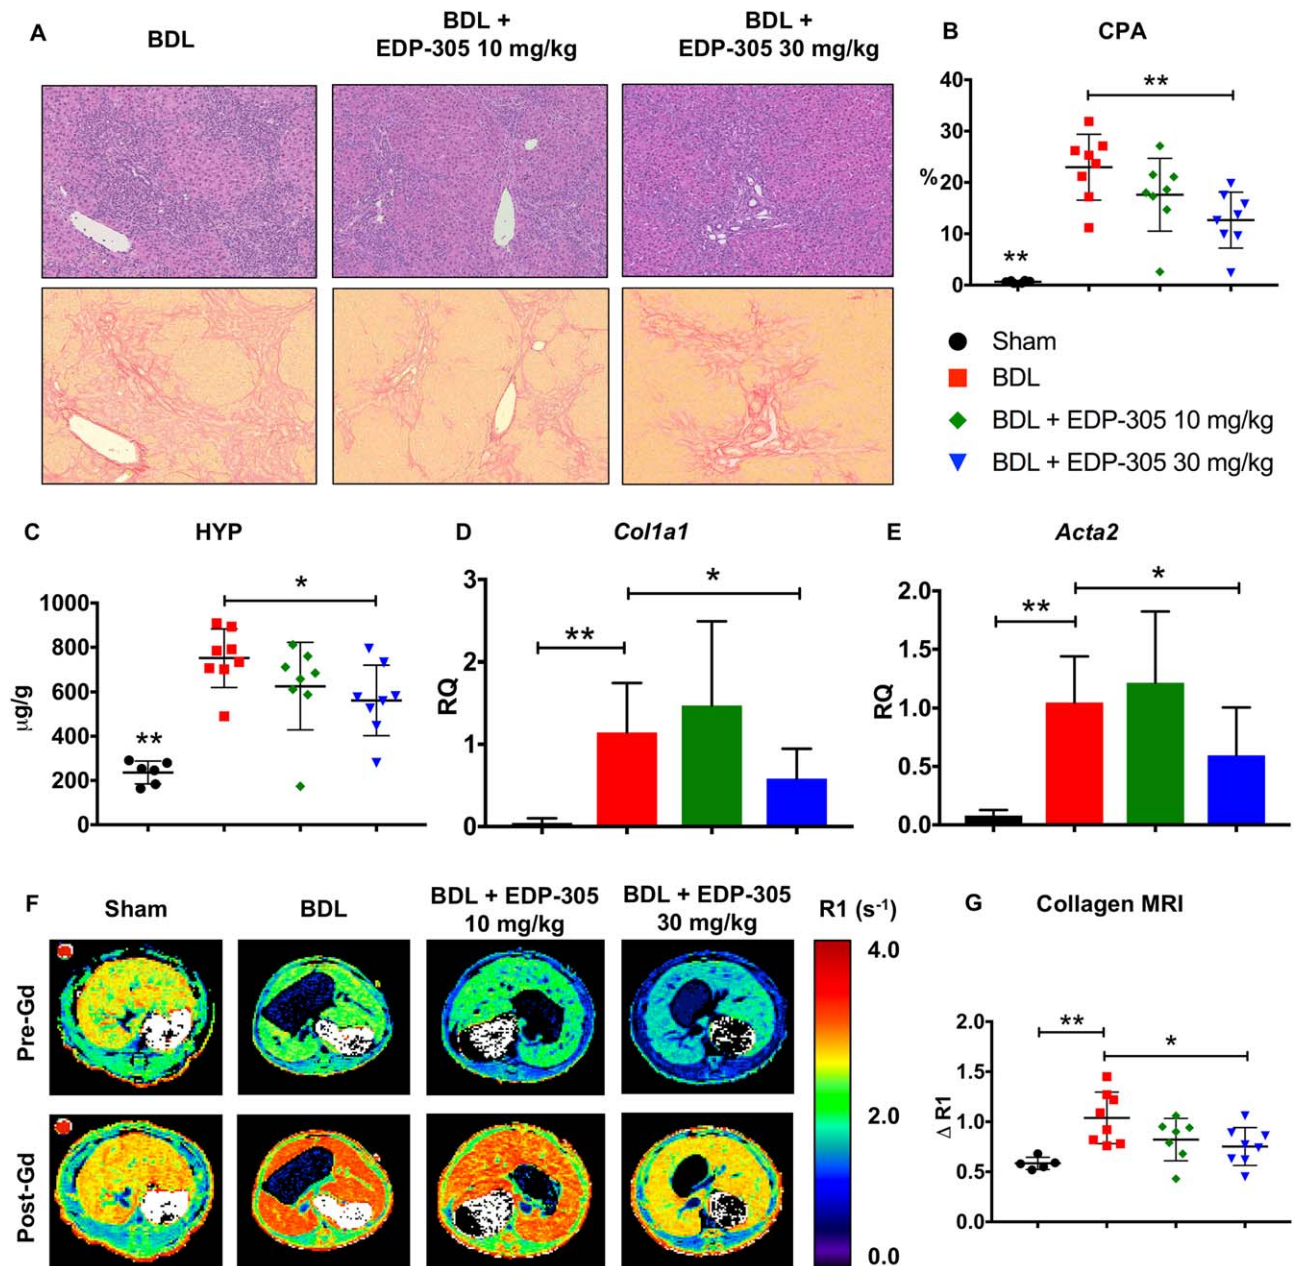 A
BDL
BDL +
EDP-305 10 mg/kg
BDL +
EDP-305 30 mg/kg
B
CPA
40
30
20
10
0
%
**
**
Sham
BDL
BDL + EDP-305 10 mg/kg
BDL + EDP-305 30 mg/kg
C
HYP
1000
800
600
400
200
0
µg/g
**
*
D
Col1a1
3
2
1
0
RQ
**
*
E
Acta2
2.0
1.5
1.0
0.5
0.0
RQ
**
*
F
Sham
BDL
BDL + EDP-305
10 mg/kg
BDL + EDP-305
30 mg/kg
R1 (s⁻¹)
4.0
2.0
0.0
Pre-Gd
Post-Gd
G
Collagen MRI
2.0
1.5
1.0
0.5
0.0
Δ R1
**
*